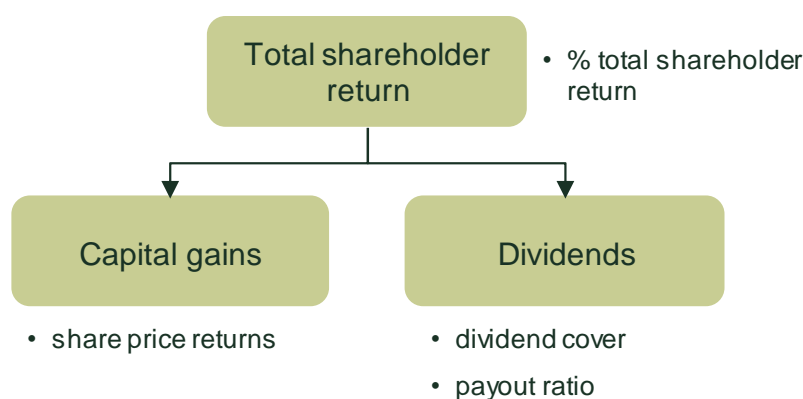 Total shareholder
return
• % total shareholder
return
Capital gains
Dividends
• share price returns
• dividend cover
• payout ratio